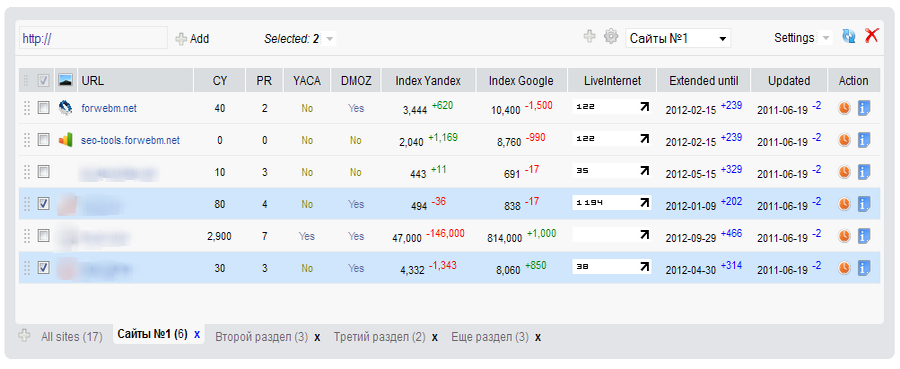 http:// Add Selected: 2 Сайты №1 Settings
URL CY PR YACA DMOZ Index Yandex Index Google LiveInternet Extended until Updated Action
forwebm.net 40 2 No Yes 3,444 +620 10,400 -1,500 122 2012-02-15 +239 2011-06-19 -2
seo-tools.forwebm.net 0 0 No No 2,040 +1,169 8,760 -990 122 2012-02-15 +239 2011-06-19 -2
10 3 No No 443 +11 691 -17 35 2012-05-15 +329 2011-06-19 -2
80 4 No Yes 494 -36 838 -17 1194 2012-01-09 +202 2011-06-19 -2
2,900 7 Yes Yes 47,000 -146,000 814,000 +1,000 2012-09-29 +466 2011-06-19 -2
30 3 No Yes 4,332 -1,343 8,060 +850 38 2012-04-30 +314 2011-06-19 -2
All sites (17) Сайты №1 (6) x Второй раздел (3) x Третий раздел (2) x Еще раздел (3) x